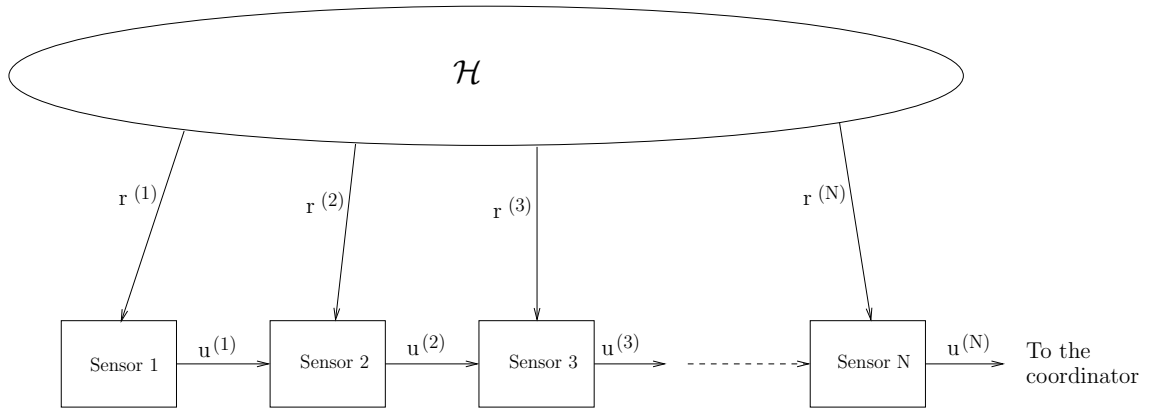 ℋ
r (1)
r (2)
r (3)
r (N)
Sensor 1
u(1)
Sensor 2
u(2)
Sensor 3
u(3)
Sensor N
u(N)
To the
coordinator